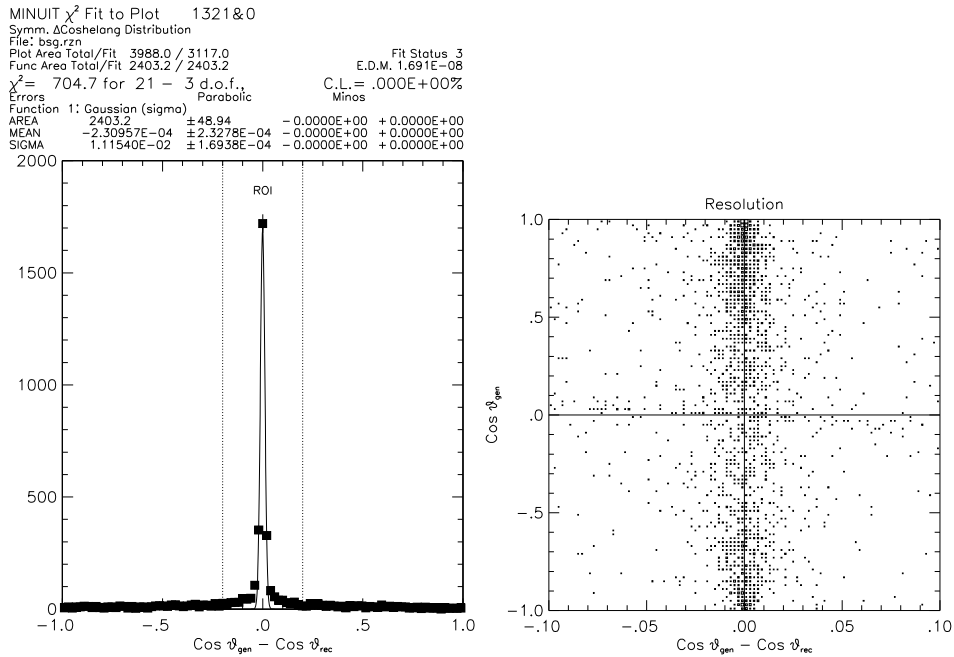 MINUIT χ² Fit to Plot 1321&0
Symm. ΔCoshelang Distribution
File: bsg.rzn
Plot Area Total/Fit 3988.0 / 3117.0 Fit Status 3
Func Area Total/Fit 2403.2 / 2403.2 E.D.M. 1.691E-08
χ²= 704.7 for 21 - 3 d.o.f., C.L.= .000E+00%
Errors Parabolic Minos
Function 1: Gaussian (sigma)
AREA 2403.2 ±48.94 - 0.0000E+00 + 0.0000E+00
MEAN -2.30957E-04 ±2.3278E-04 - 0.0000E+00 + 0.0000E+00
SIGMA 1.11540E-02 ±1.6938E-04 - 0.0000E+00 + 0.0000E+00
2000
ROI
1500
1000
500
0
-1.0 -.5 .0 .5 1.0
Cos ϑgen - Cos ϑrec
Resolution
1.0
.5
.0
-.5
-1.0
Cos ϑgen
-.10 -.05 .00 .05 .10
Cos ϑgen - Cos ϑrec